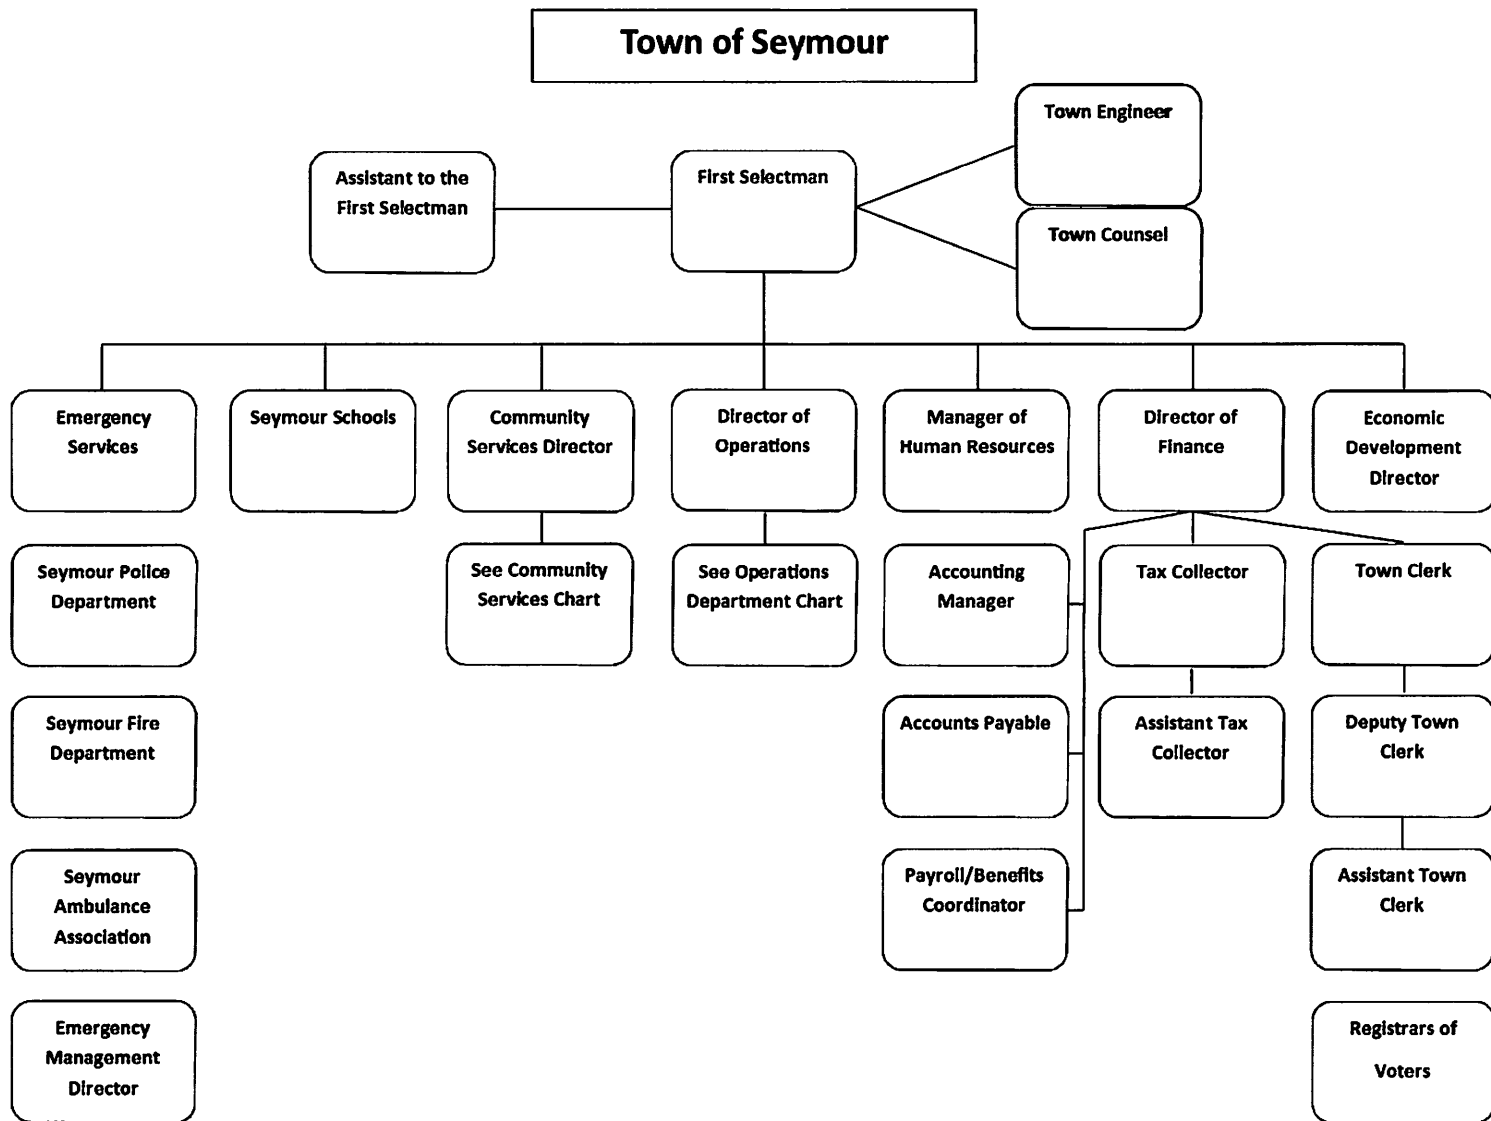 Town of Seymour
Town Engineer
Assistant to the
First Selectman
First Selectman
Town Counsel
Emergency
Services
Seymour Schools
Community
Services Director
Director of
Operations
Manager of
Human Resources
Director of
Finance
Economic
Development
Director
Seymour Police
Department
See Community
Services Chart
See Operations
Department Chart
Accounting
Manager
Tax Collector
Town Clerk
Seymour Fire
Department
Accounts Payable
Assistant Tax
Collector
Deputy Town
Clerk
Seymour
Ambulance
Association
Payroll/Benefits
Coordinator
Assistant Town
Clerk
Emergency
Management
Director
Registrars of
Voters